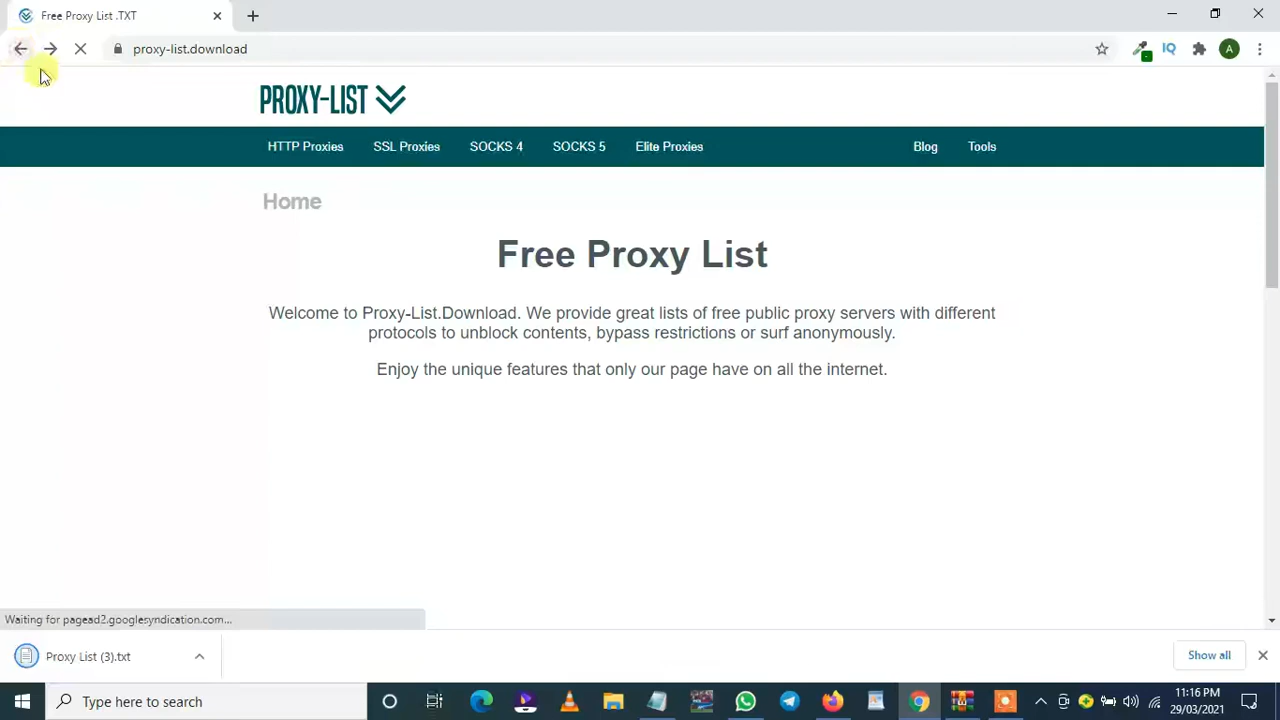 Free Proxy List .TXT
proxy-list.download
PROXY-LIST
HTTP Proxies SSL Proxies SOCKS 4 SOCKS 5 Elite Proxies Blog Tools
Home
Free Proxy List
Welcome to Proxy-List.Download. We provide great lists of free public proxy servers with different
protocols to unblock contents, bypass restrictions or surf anonymously.
Enjoy the unique features that only our page have on all the internet.
Waiting for pagead2.googlesyndication.com...
Proxy List (3).txt
Show all
Type here to search
11:16 PM
29/03/2021
IQ
A